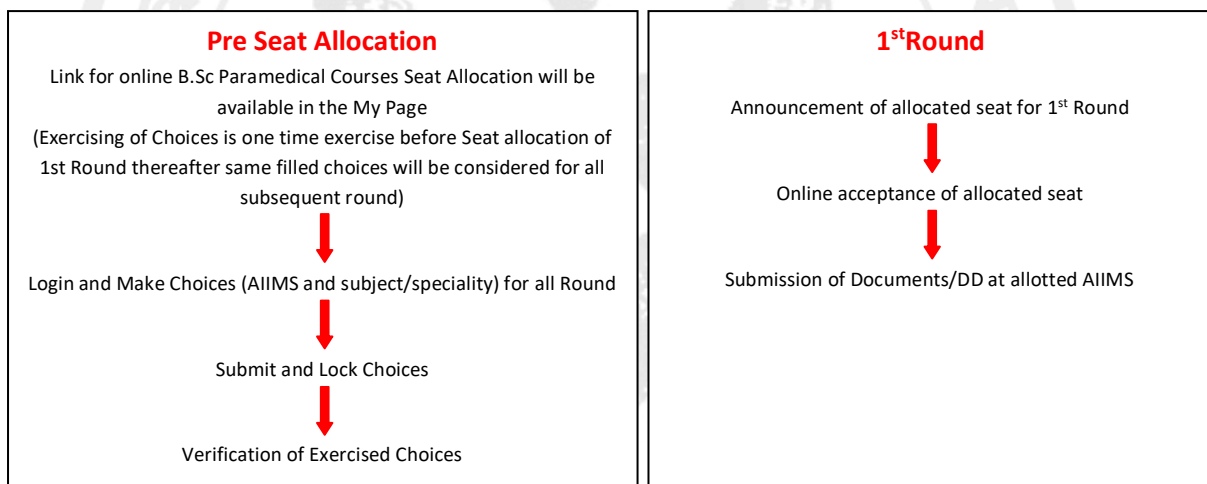 Pre Seat Allocation
Link for online B.Sc Paramedical Courses Seat Allocation will be
available in the My Page
(Exercising of Choices is one time exercise before Seat allocation of
1st Round thereafter same filled choices will be considered for all
subsequent round)
Login and Make Choices (AIIMS and subject/speciality) for all Round
Submit and Lock Choices
Verification of Exercised Choices
1stRound
Announcement of allocated seat for 1st Round
Online acceptance of allocated seat
Submission of Documents/DD at allotted AIIMS